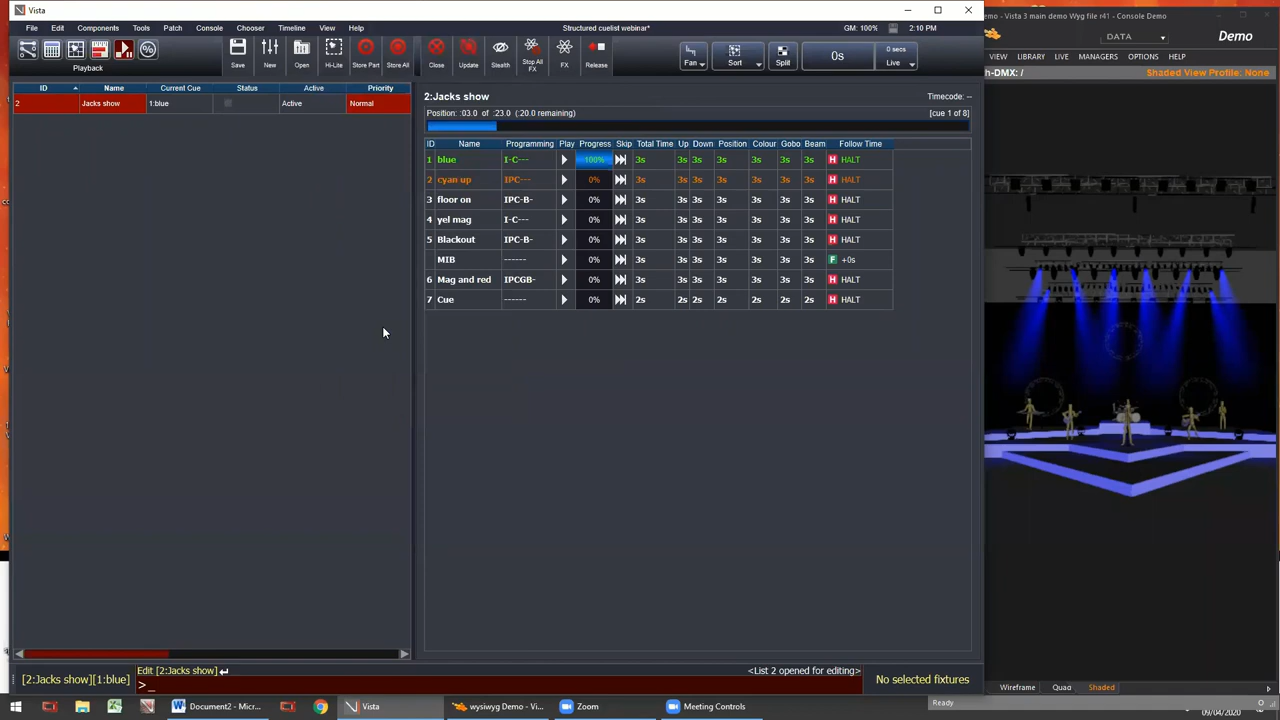 Vista
File Edit Components Tools Patch Console Chooser Timeline View Help
Structured cuelist webinar*
GM: 100% 2:10 PM
Playback
Save New Open Hi-Lite Store Part Store All Close Update Stealth Stop All FX FX Release
Fan Sort Split 0s 0 secs Live
ID Name Current Cue Status Active Priority
2 Jacks show 1:blue Active Normal
2:Jacks show Timecode: --
Position: :03.0 of :23.0 (:20.0 remaining) [cue 1 of 8]
ID Name Programming Play Progress Skip Total Time Up Down Position Colour Gobo Beam Follow Time
1 blue I-C--- 100% 3s 3s 3s 3s 3s 3s 3s H HALT
2 cyan up IPC--- 0% 3s 3s 3s 3s 3s 3s 3s H HALT
3 floor on IPC-B- 0% 3s 3s 3s 3s 3s 3s 3s H HALT
4 yel mag I-C--- 0% 3s 3s 3s 3s 3s 3s 3s H HALT
5 Blackout IPC-B- 0% 3s 3s 3s 3s 3s 3s 3s H HALT
MIB ------ 0% 3s 3s 3s 3s 3s 3s 3s F +0s
6 Mag and red IPCGB- 0% 3s 3s 3s 3s 3s 3s 3s H HALT
7 Cue ------ 0% 2s 2s 2s 2s 2s 2s 2s H HALT
Edit [2:Jacks show] <List 2 opened for editing>
[2:Jacks show][1:blue] >_ No selected fixtures
emo - Vista 3 main demo Wyg file r41 - Console Demo
DATA Demo
VIEW LIBRARY LIVE MANAGERS OPTIONS HELP
h-DMX: / Shaded View Profile: None
Wireframe Quad Shaded
Ready
Document2 - Micr... Vista wysiwyg Demo - Vi... Zoom Meeting Controls
09/04/2020